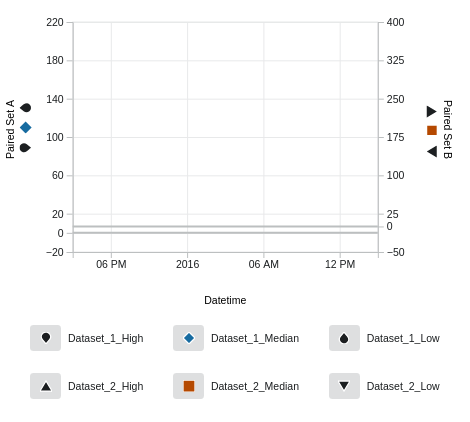 220
180
140
100
60
20
0
−20
400
325
250
175
100
25
0
−50
Paired Set A
Paired Set B
06 PM
2016
06 AM
12 PM
Datetime
Dataset_1_High
Dataset_1_Median
Dataset_1_Low
Dataset_2_High
Dataset_2_Median
Dataset_2_Low